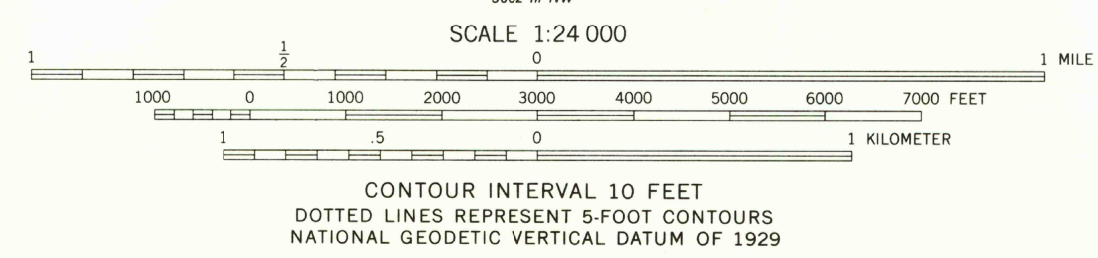 SCALE 1:24 000
1 1/2 0 1 MILE
1000 0 1000 2000 3000 4000 5000 6000 7000 FEET
1 .5 0 1 KILOMETER
CONTOUR INTERVAL 10 FEET
DOTTED LINES REPRESENT 5-FOOT CONTOURS
NATIONAL GEODETIC VERTICAL DATUM OF 1929